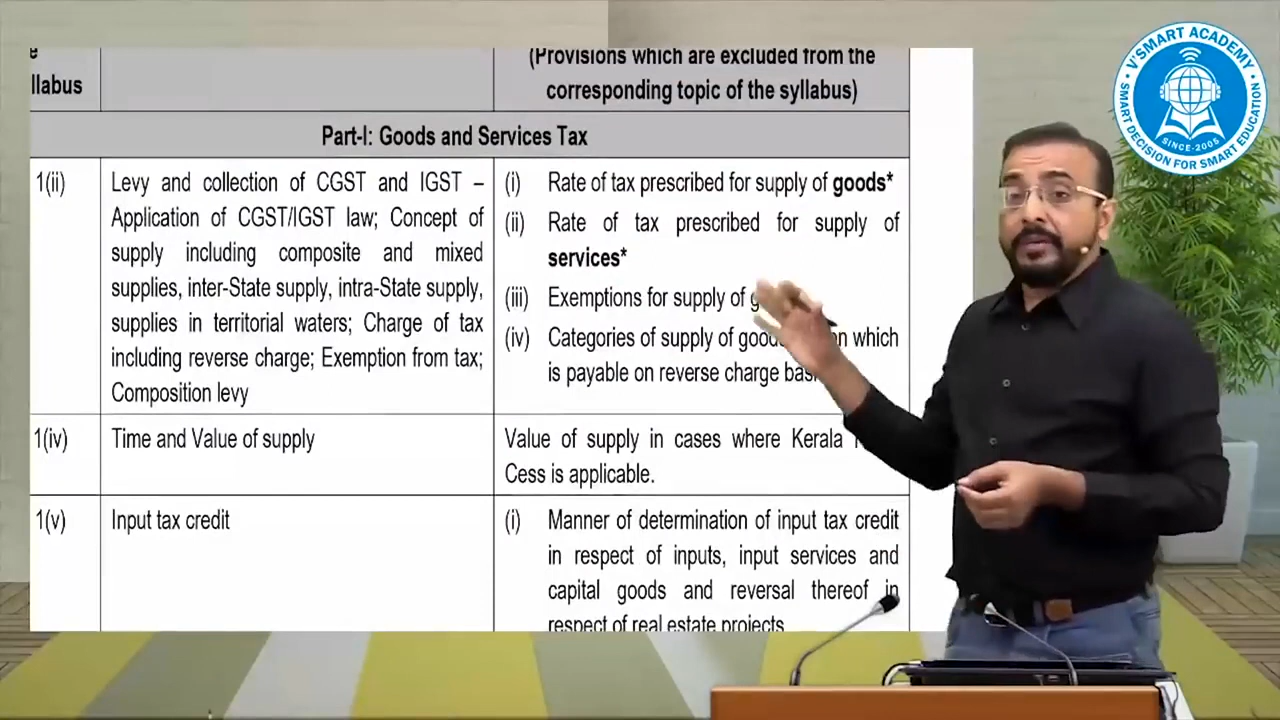 e
llabus
(Provisions which are excluded from the
corresponding topic of the syllabus)
Part-I: Goods and Services Tax
1(ii)
Levy and collection of CGST and IGST –
Application of CGST/IGST law; Concept of
supply including composite and mixed
supplies, inter-State supply, intra-State supply,
supplies in territorial waters; Charge of tax
including reverse charge; Exemption from tax;
Composition levy
(i) Rate of tax prescribed for supply of goods*
(ii) Rate of tax prescribed for supply of
services*
(iii) Exemptions for supply of
(iv) Categories of supply of which
is payable on reverse charge
1(iv)
Time and Value of supply
Value of supply in cases where Kerala
Cess is applicable.
1(v)
Input tax credit
(i) Manner of determination of input tax credit
in respect of inputs, input services and
capital goods and reversal thereof in
respect of real estate projects
V'SMART ACADEMY
SMART DECISION FOR SMART EDUCATION
SINCE-2005